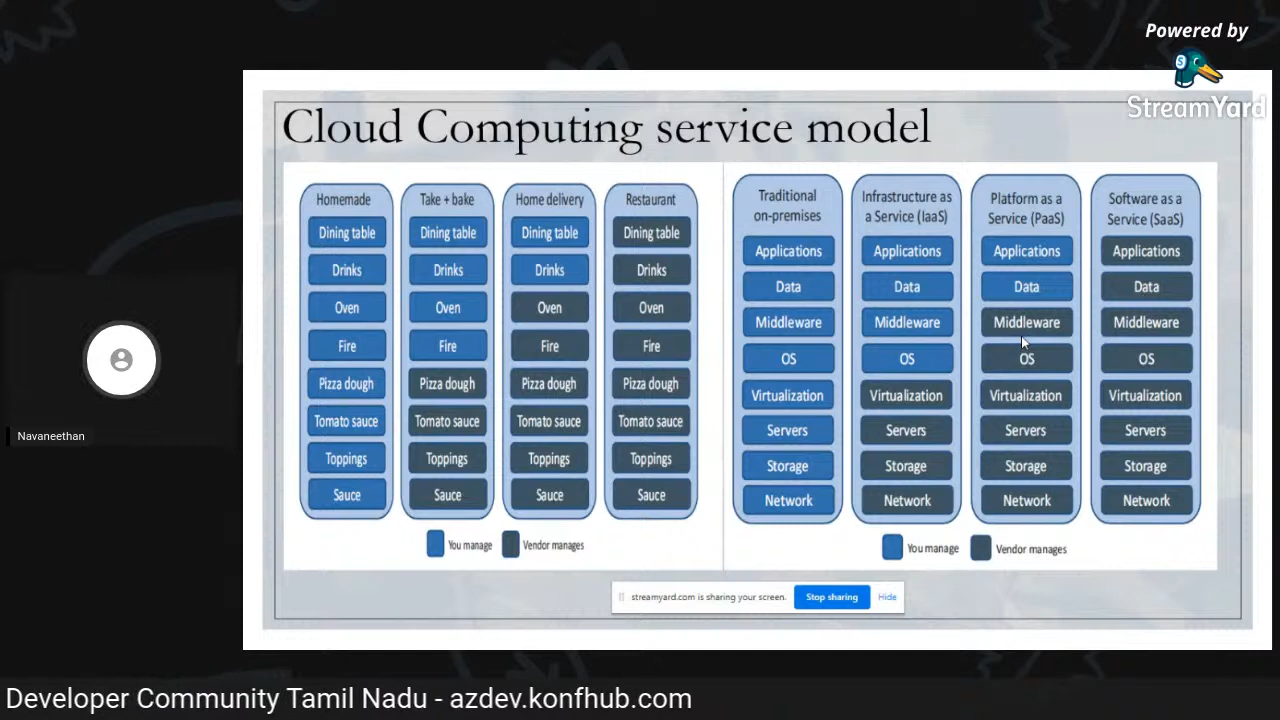 Powered by
StreamYard
Cloud Computing service model
Homemade
Dining table
Drinks
Oven
Fire
Pizza dough
Tomato sauce
Toppings
Sauce
Take + bake
Dining table
Drinks
Oven
Fire
Pizza dough
Tomato sauce
Toppings
Sauce
Home delivery
Dining table
Drinks
Oven
Fire
Pizza dough
Tomato sauce
Toppings
Sauce
Restaurant
Dining table
Drinks
Oven
Fire
Pizza dough
Tomato sauce
Toppings
Sauce
You manage
Vendor manages
Traditional
on-premises
Applications
Data
Middleware
OS
Virtualization
Servers
Storage
Network
Infrastructure as
a Service (IaaS)
Applications
Data
Middleware
OS
Virtualization
Servers
Storage
Network
Platform as a
Service (PaaS)
Applications
Data
Middleware
OS
Virtualization
Servers
Storage
Network
Software as a
Service (SaaS)
Applications
Data
Middleware
OS
Virtualization
Servers
Storage
Network
You manage
Vendor manages
streamyard.com is sharing your screen.
Stop sharing
Hide
Navaneethan
Developer Community Tamil Nadu - azdev.konfhub.com